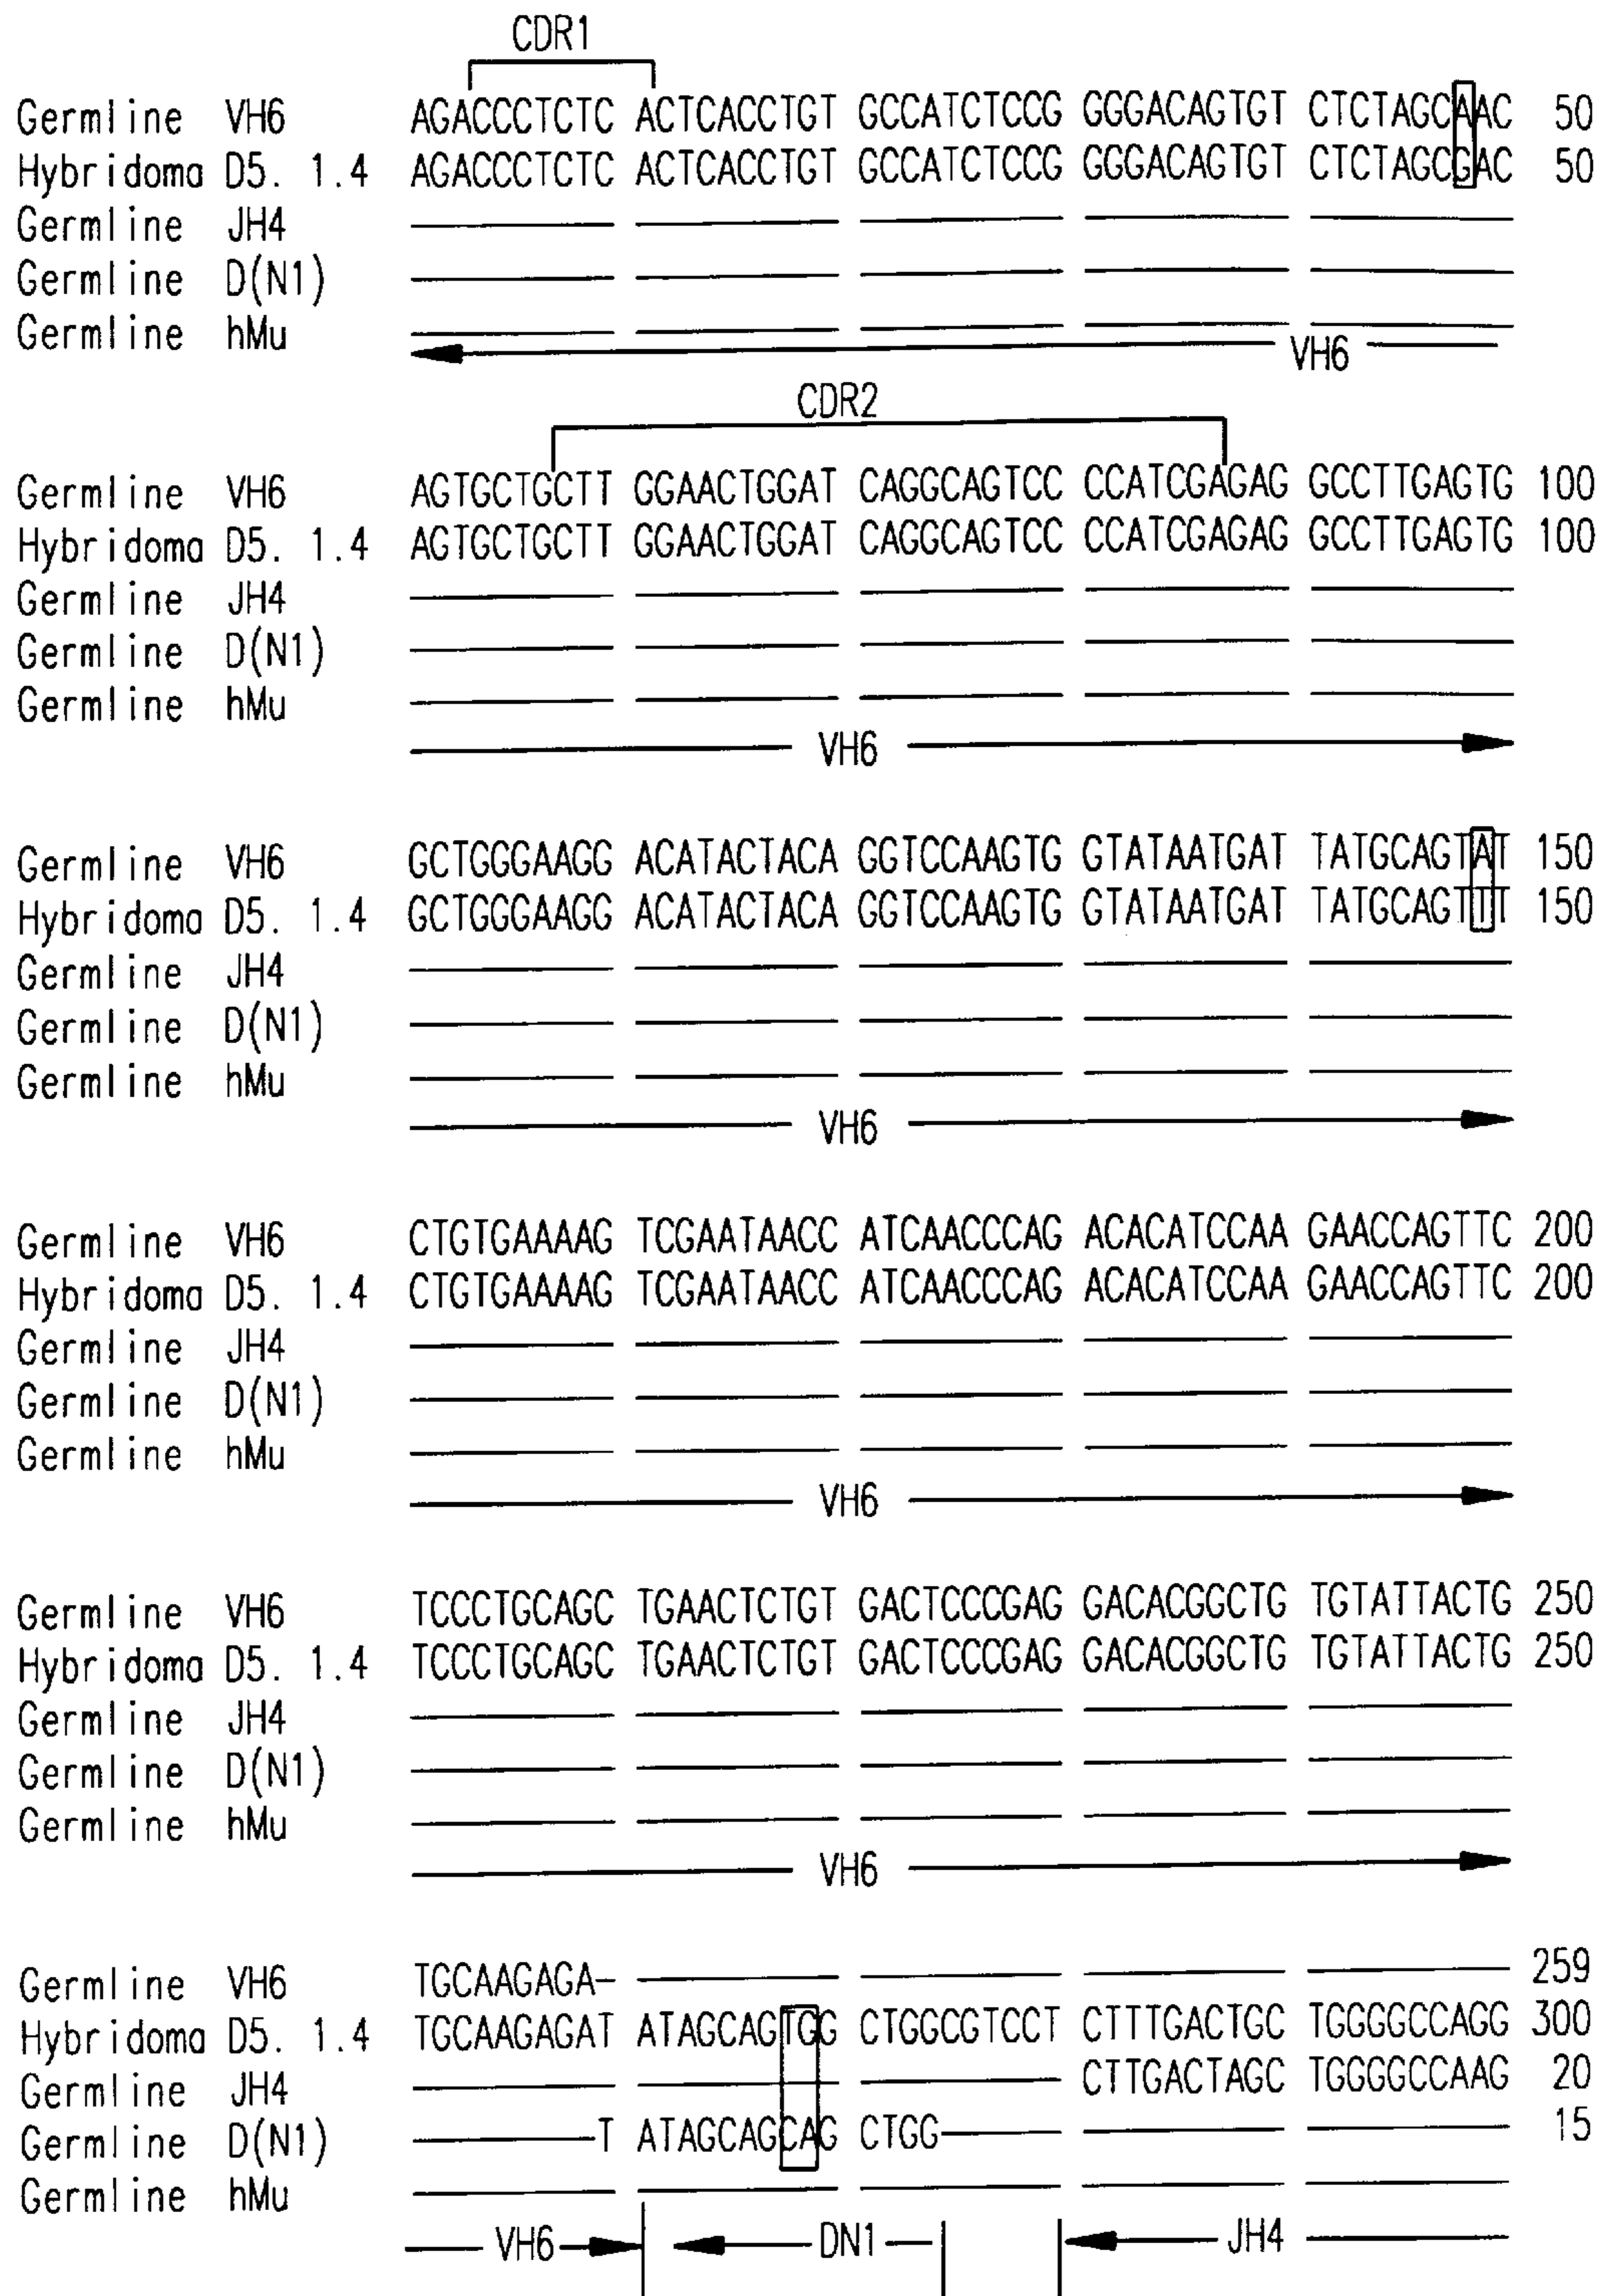 CDR1
Germline VH6 AGACCCTCTC ACTCACCTGT GCCATCTCCG GGGACAGTGT CTCTAGCAAC 50
Hybridoma D5. 1.4 AGACCCTCTC ACTCACCTGT GCCATCTCCG GGGACAGTGT CTCTAGCGAC 50
Germline JH4
Germline D(N1)
Germline hMu
VH6
CDR2
Germline VH6 AGTGCTGCTT GGAACTGGAT CAGGCAGTCC CCATCGAGAG GCCTTGAGTG 100
Hybridoma D5. 1.4 AGTGCTGCTT GGAACTGGAT CAGGCAGTCC CCATCGAGAG GCCTTGAGTG 100
Germline JH4
Germline D(N1)
Germline hMu
VH6
Germline VH6 GCTGGGAAGG ACATACTACA GGTCCAAGTG GTATAATGAT TATGCAGTAT 150
Hybridoma D5. 1.4 GCTGGGAAGG ACATACTACA GGTCCAAGTG GTATAATGAT TATGCAGTTT 150
Germline JH4
Germline D(N1)
Germline hMu
VH6
Germline VH6 CTGTGAAAAG TCGAATAACC ATCAACCCAG ACACATCCAA GAACCAGTTC 200
Hybridoma D5. 1.4 CTGTGAAAAG TCGAATAACC ATCAACCCAG ACACATCCAA GAACCAGTTC 200
Germline JH4
Germline D(N1)
Germline hMu
VH6
Germline VH6 TCCCTGCAGC TGAACTCTGT GACTCCCGAG GACACGGCTG TGTATTACTG 250
Hybridoma D5. 1.4 TCCCTGCAGC TGAACTCTGT GACTCCCGAG GACACGGCTG TGTATTACTG 250
Germline JH4
Germline D(N1)
Germline hMu
VH6
Germline VH6 TGCAAGAGA- 259
Hybridoma D5. 1.4 TGCAAGAGAT ATAGCAGTGG CTGGCGTCCT CTTTGACTGC TGGGGCCAGG 300
Germline JH4 CTTGACTAGC TGGGGCCAAG 20
Germline D(N1) T ATAGCAGCAG CTGG 15
Germline hMu
VH6 DN1 JH4